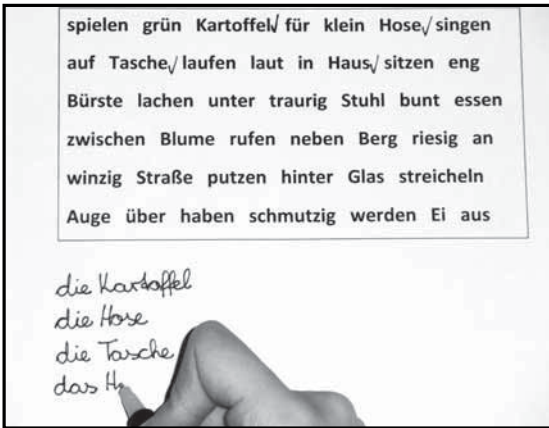 spielen grün Kartoffel√ für klein Hose√ singen
auf Tasche√ laufen laut in Haus√ sitzen eng
Bürste lachen unter traurig Stuhl bunt essen
zwischen Blume rufen neben Berg riesig an
winzig Straße putzen hinter Glas streicheln
Auge über haben schmutzig werden Ei aus
die Kartoffel
die Hose
die Tasche
das H